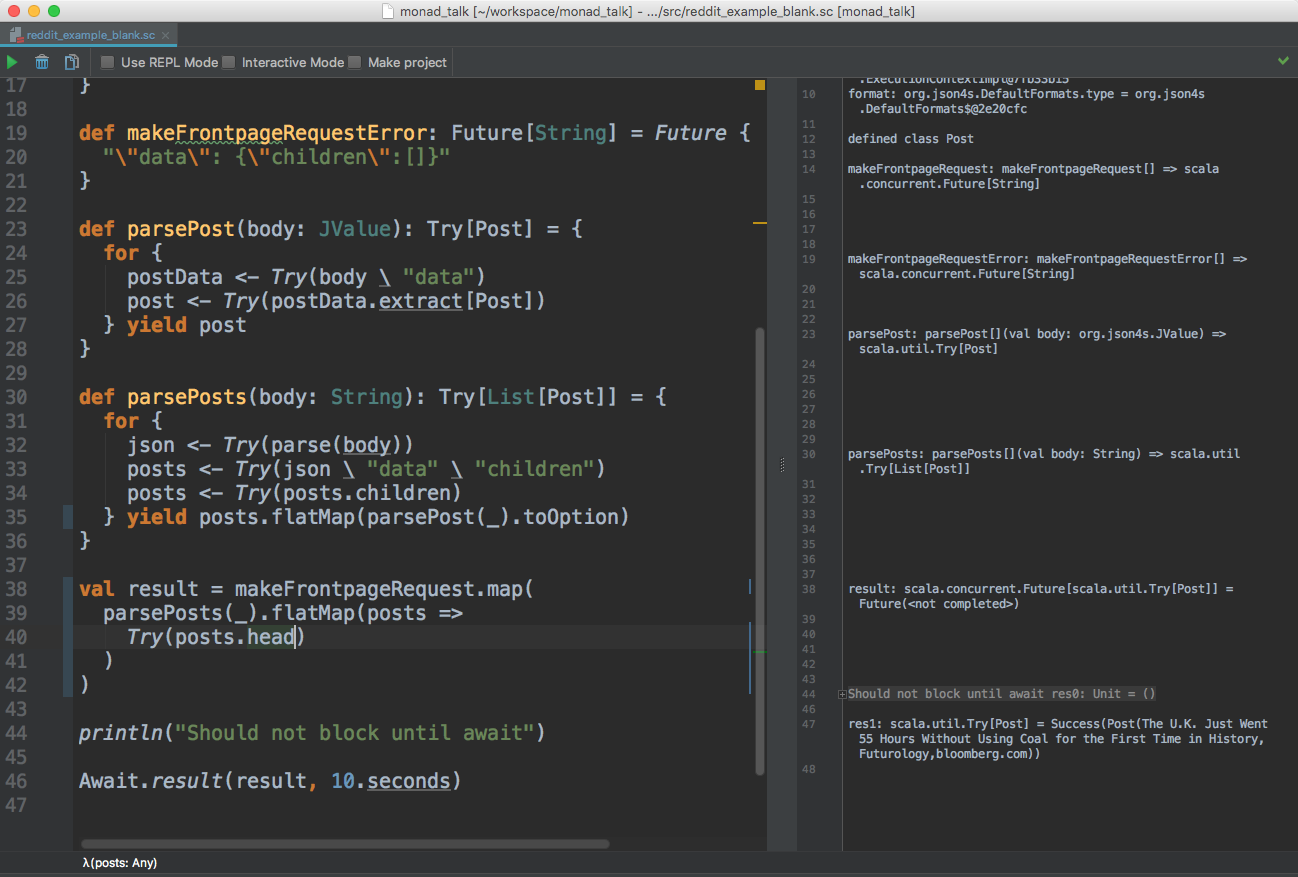 monad_talk [~/workspace/monad_talk] - .../src/reddit_example_blank.sc [monad_talk]
reddit_example_blank.sc
Use REPL Mode Interactive Mode Make project
17 }
18
19 def makeFrontpageRequestError: Future[String] = Future {
20 "\"data\": {\"children\":[]}"
21 }
22
23 def parsePost(body: JValue): Try[Post] = {
24 for {
25 postData <- Try(body \ "data")
26 post <- Try(postData.extract[Post])
27 } yield post
28 }
29
30 def parsePosts(body: String): Try[List[Post]] = {
31 for {
32 json <- Try(parse(body))
33 posts <- Try(json \ "data" \ "children")
34 posts <- Try(posts.children)
35 } yield posts.flatMap(parsePost(_).toOption)
36 }
37
38 val result = makeFrontpageRequest.map(
39 parsePosts(_).flatMap(posts =>
40 Try(posts.head)
41 )
42 )
43
44 println("Should not block until await")
45
46 Await.result(result, 10.seconds)
47
.ExecutionContextImpl@7fb33b15
10 format: org.json4s.DefaultFormats.type = org.json4s
.DefaultFormats$@2e20cfc
11
12 defined class Post
13
14 makeFrontpageRequest: makeFrontpageRequest[] => scala
.concurrent.Future[String]
15
16
17
18
19 makeFrontpageRequestError: makeFrontpageRequestError[] =>
scala.concurrent.Future[String]
20
21
22
23 parsePost: parsePost[](val body: org.json4s.JValue) =>
scala.util.Try[Post]
24
25
26
27
28
29
30 parsePosts: parsePosts[](val body: String) => scala.util
.Try[List[Post]]
31
32
33
34
35
36
37
38 result: scala.concurrent.Future[scala.util.Try[Post]] =
Future(<not completed>)
39
40
41
42
43
44 Should not block until await res0: Unit = ()
46
47 res1: scala.util.Try[Post] = Success(Post(The U.K. Just Went
55 Hours Without Using Coal for the First Time in History,
Futurology,bloomberg.com))
48
λ(posts: Any)